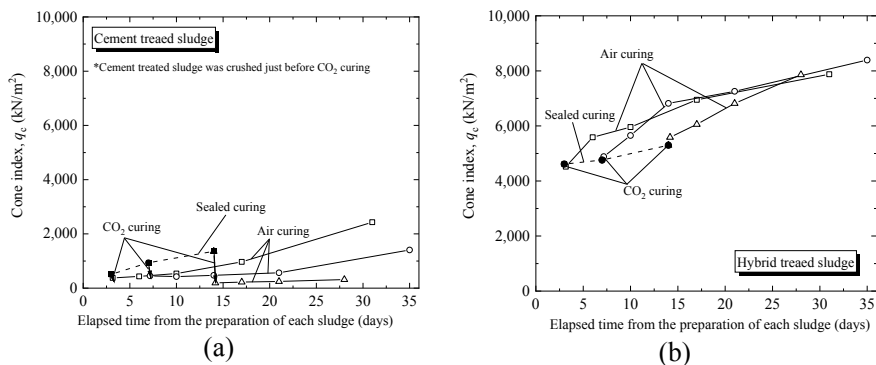 10,000
8,000
6,000
4,000
2,000
0
Cone index, qc (kN/m²)
Cement treaed sludge
*Cement treated sludge was crushed just before CO2 curing
CO2 curing
Sealed curing
Air curing
0 5 10 15 20 25 30 35
Elapsed time from the preparation of each sludge (days)
(a)
10,000
8,000
6,000
4,000
2,000
0
Cone index, qc (kN/m²)
Air curing
Sealed curing
CO2 curing
Hybrid treaed sludge
0 5 10 15 20 25 30 35
Elapsed time from the preparation of each sludge (days)
(b)